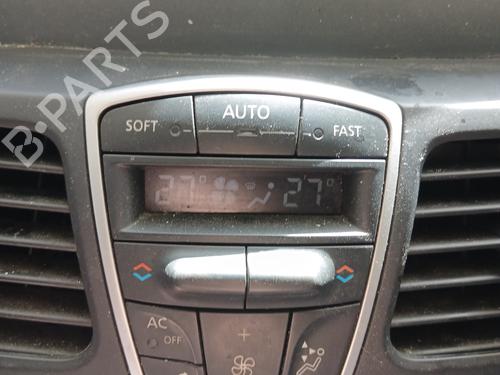 B-PARTS
AUTO
SOFT FAST
27° 27°
AC
OFF